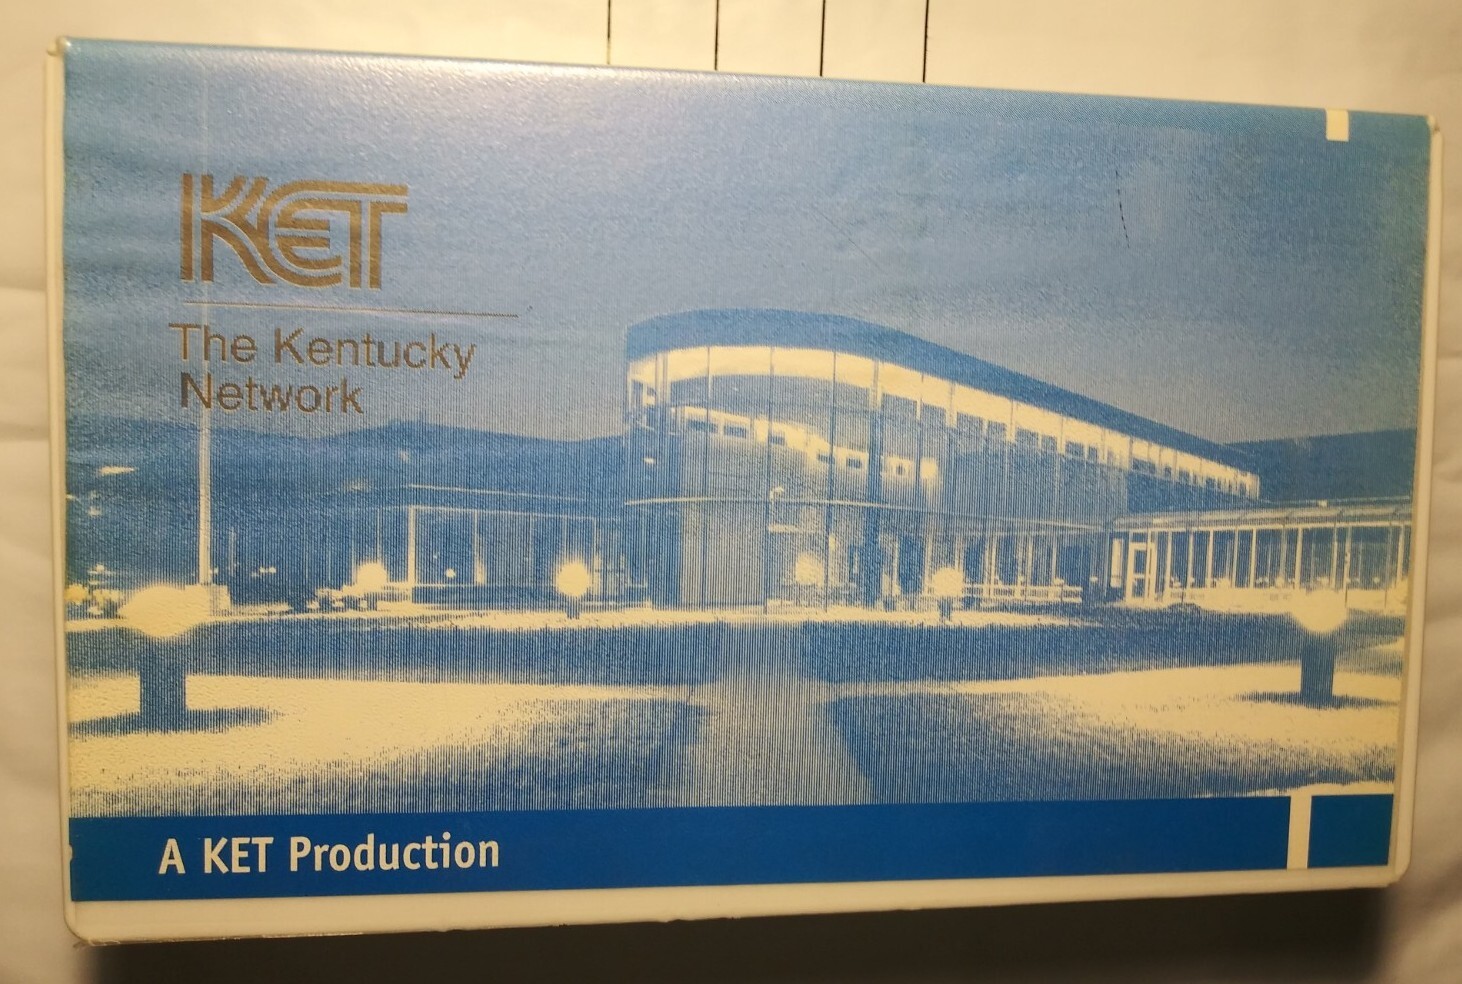 KET
The Kentucky
Network
A KET Production